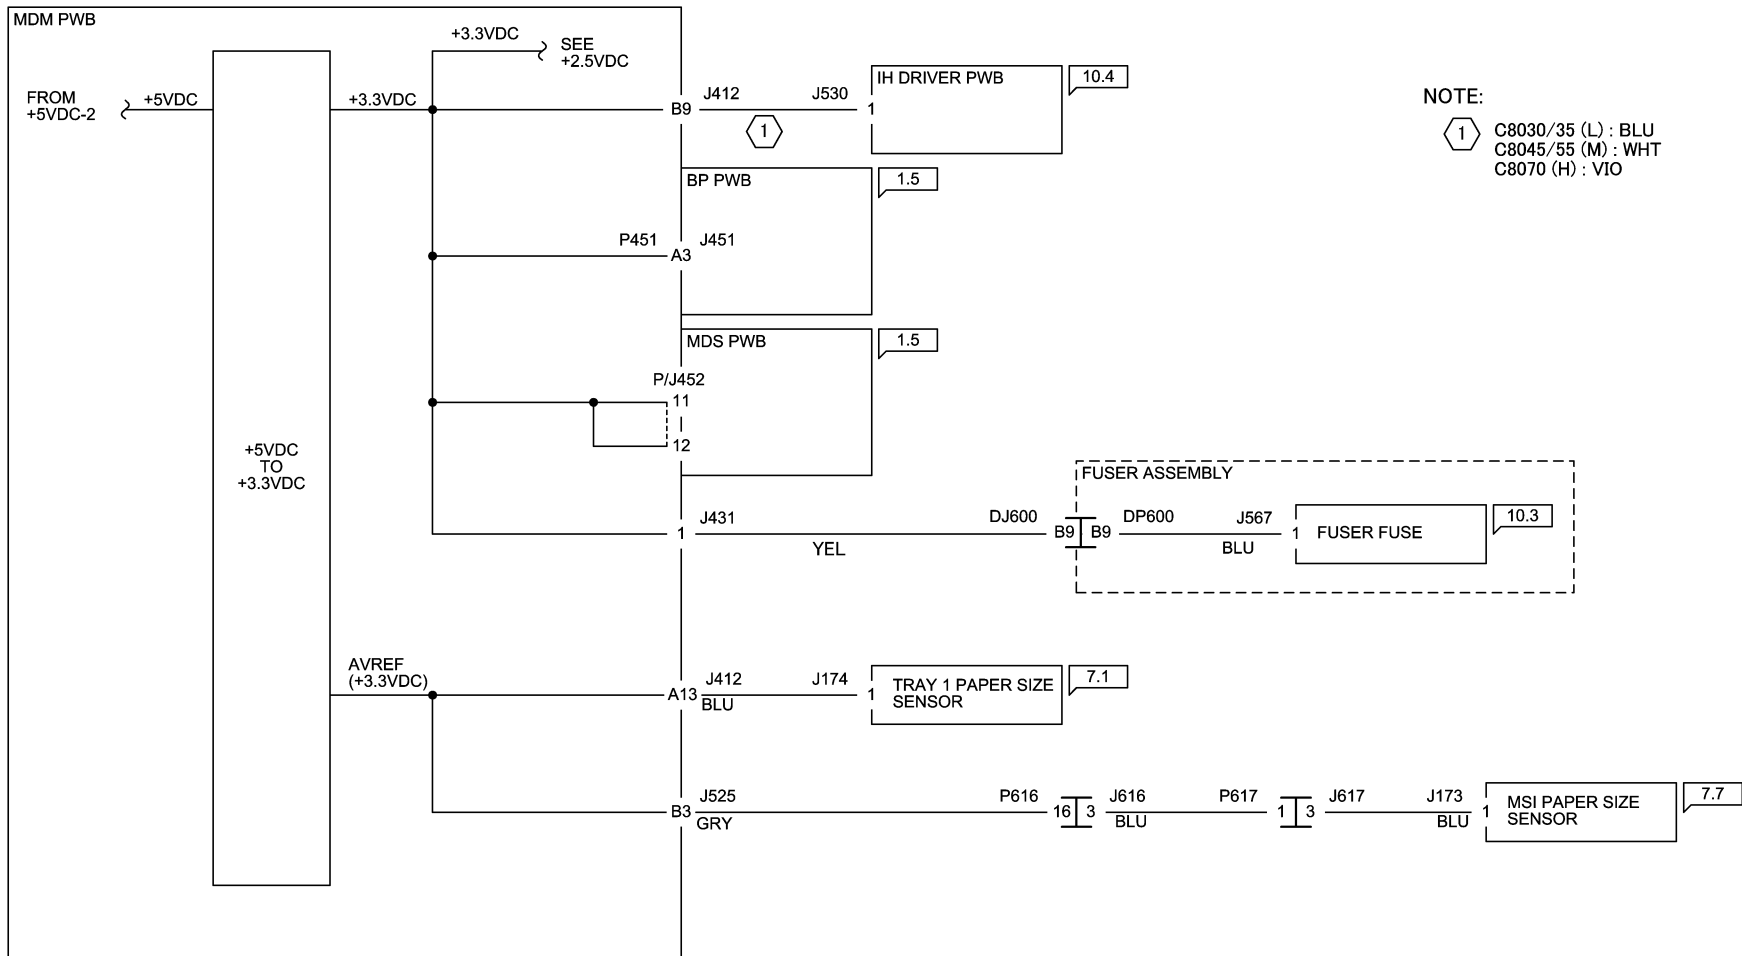 MDM PWB
+3.3VDC
SEE
+2.5VDC
FROM
+5VDC-2
+5VDC
+3.3VDC
B9
J412
1
J530
1
IH DRIVER PWB
10.4
NOTE:
1
C8030/35 (L) : BLU
C8045/55 (M) : WHT
C8070 (H) : VIO
BP PWB
1.5
P451
A3
J451
MDS PWB
1.5
P/J452
11
12
+5VDC
TO
+3.3VDC
FUSER ASSEMBLY
1
J431
YEL
DJ600
B9
B9
DP600
J567
BLU
1
FUSER FUSE
10.3
AVREF
(+3.3VDC)
A13
J412
BLU
J174
1
TRAY 1 PAPER SIZE
SENSOR
7.1
B3
J525
GRY
P616
16
3
J616
BLU
P617
1
3
J617
J173
BLU
1
MSI PAPER SIZE
SENSOR
7.7